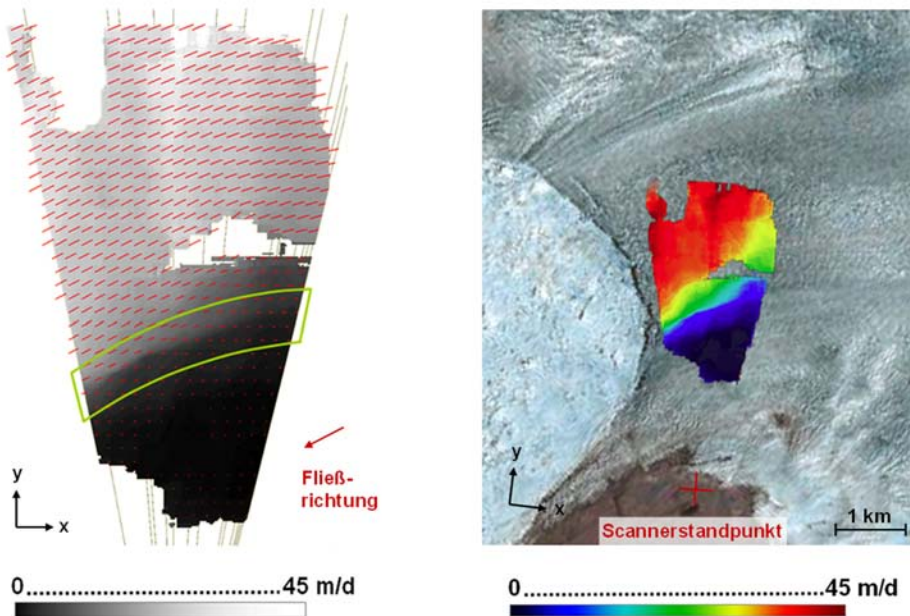 Fließ-
richtung
y
x
0..............................45 m/d
y
x
Scannerstandpunkt
1 km
0..................................45 m/d